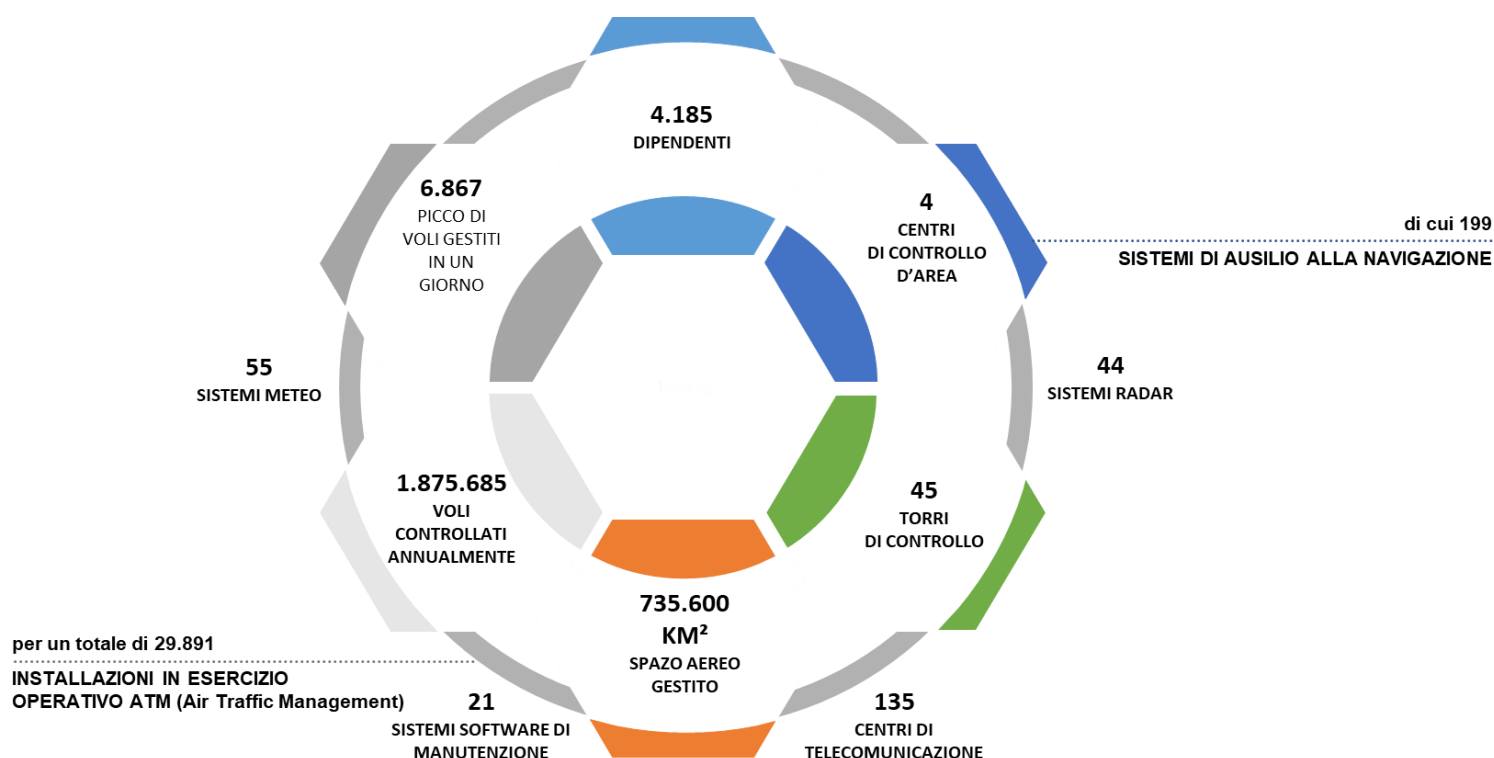 4.185
DIPENDENTI
6.867
PICCO DI
VOLI GESTITI
IN UN
GIORNO
4
CENTRI
DI CONTROLLO
D’AREA
di cui 199
SISTEMI DI AUSILIO ALLA NAVIGAZIONE
55
SISTEMI METEO
44
SISTEMI RADAR
1.875.685
VOLI
CONTROLLATI
ANNUALMENTE
45
TORRI
DI CONTROLLO
735.600
KM²
SPAZO AEREO
GESTITO
per un totale di 29.891
INSTALLAZIONI IN ESERCIZIO
OPERATIVO ATM (Air Traffic Management)
21
SISTEMI SOFTWARE DI
MANUTENZIONE
135
CENTRI DI
TELECOMUNICAZIONE